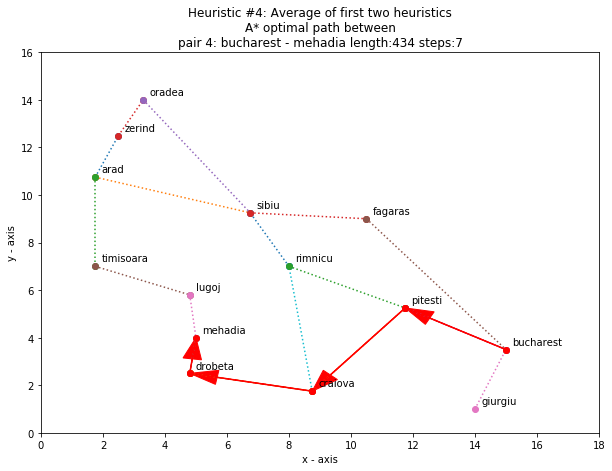 Heuristic #4: Average of first two heuristics
A* optimal path between
pair 4: bucharest - mehadia length:434 steps:7
16
14
12
10
8
6
4
2
0
y - axis
oradea
zerind
arad
sibiu
fagaras
timisoara
rimnicu
lugoj
pitesti
mehadia
bucharest
drobeta
craiova
giurgiu
0 2 4 6 8 10 12 14 16 18
x - axis